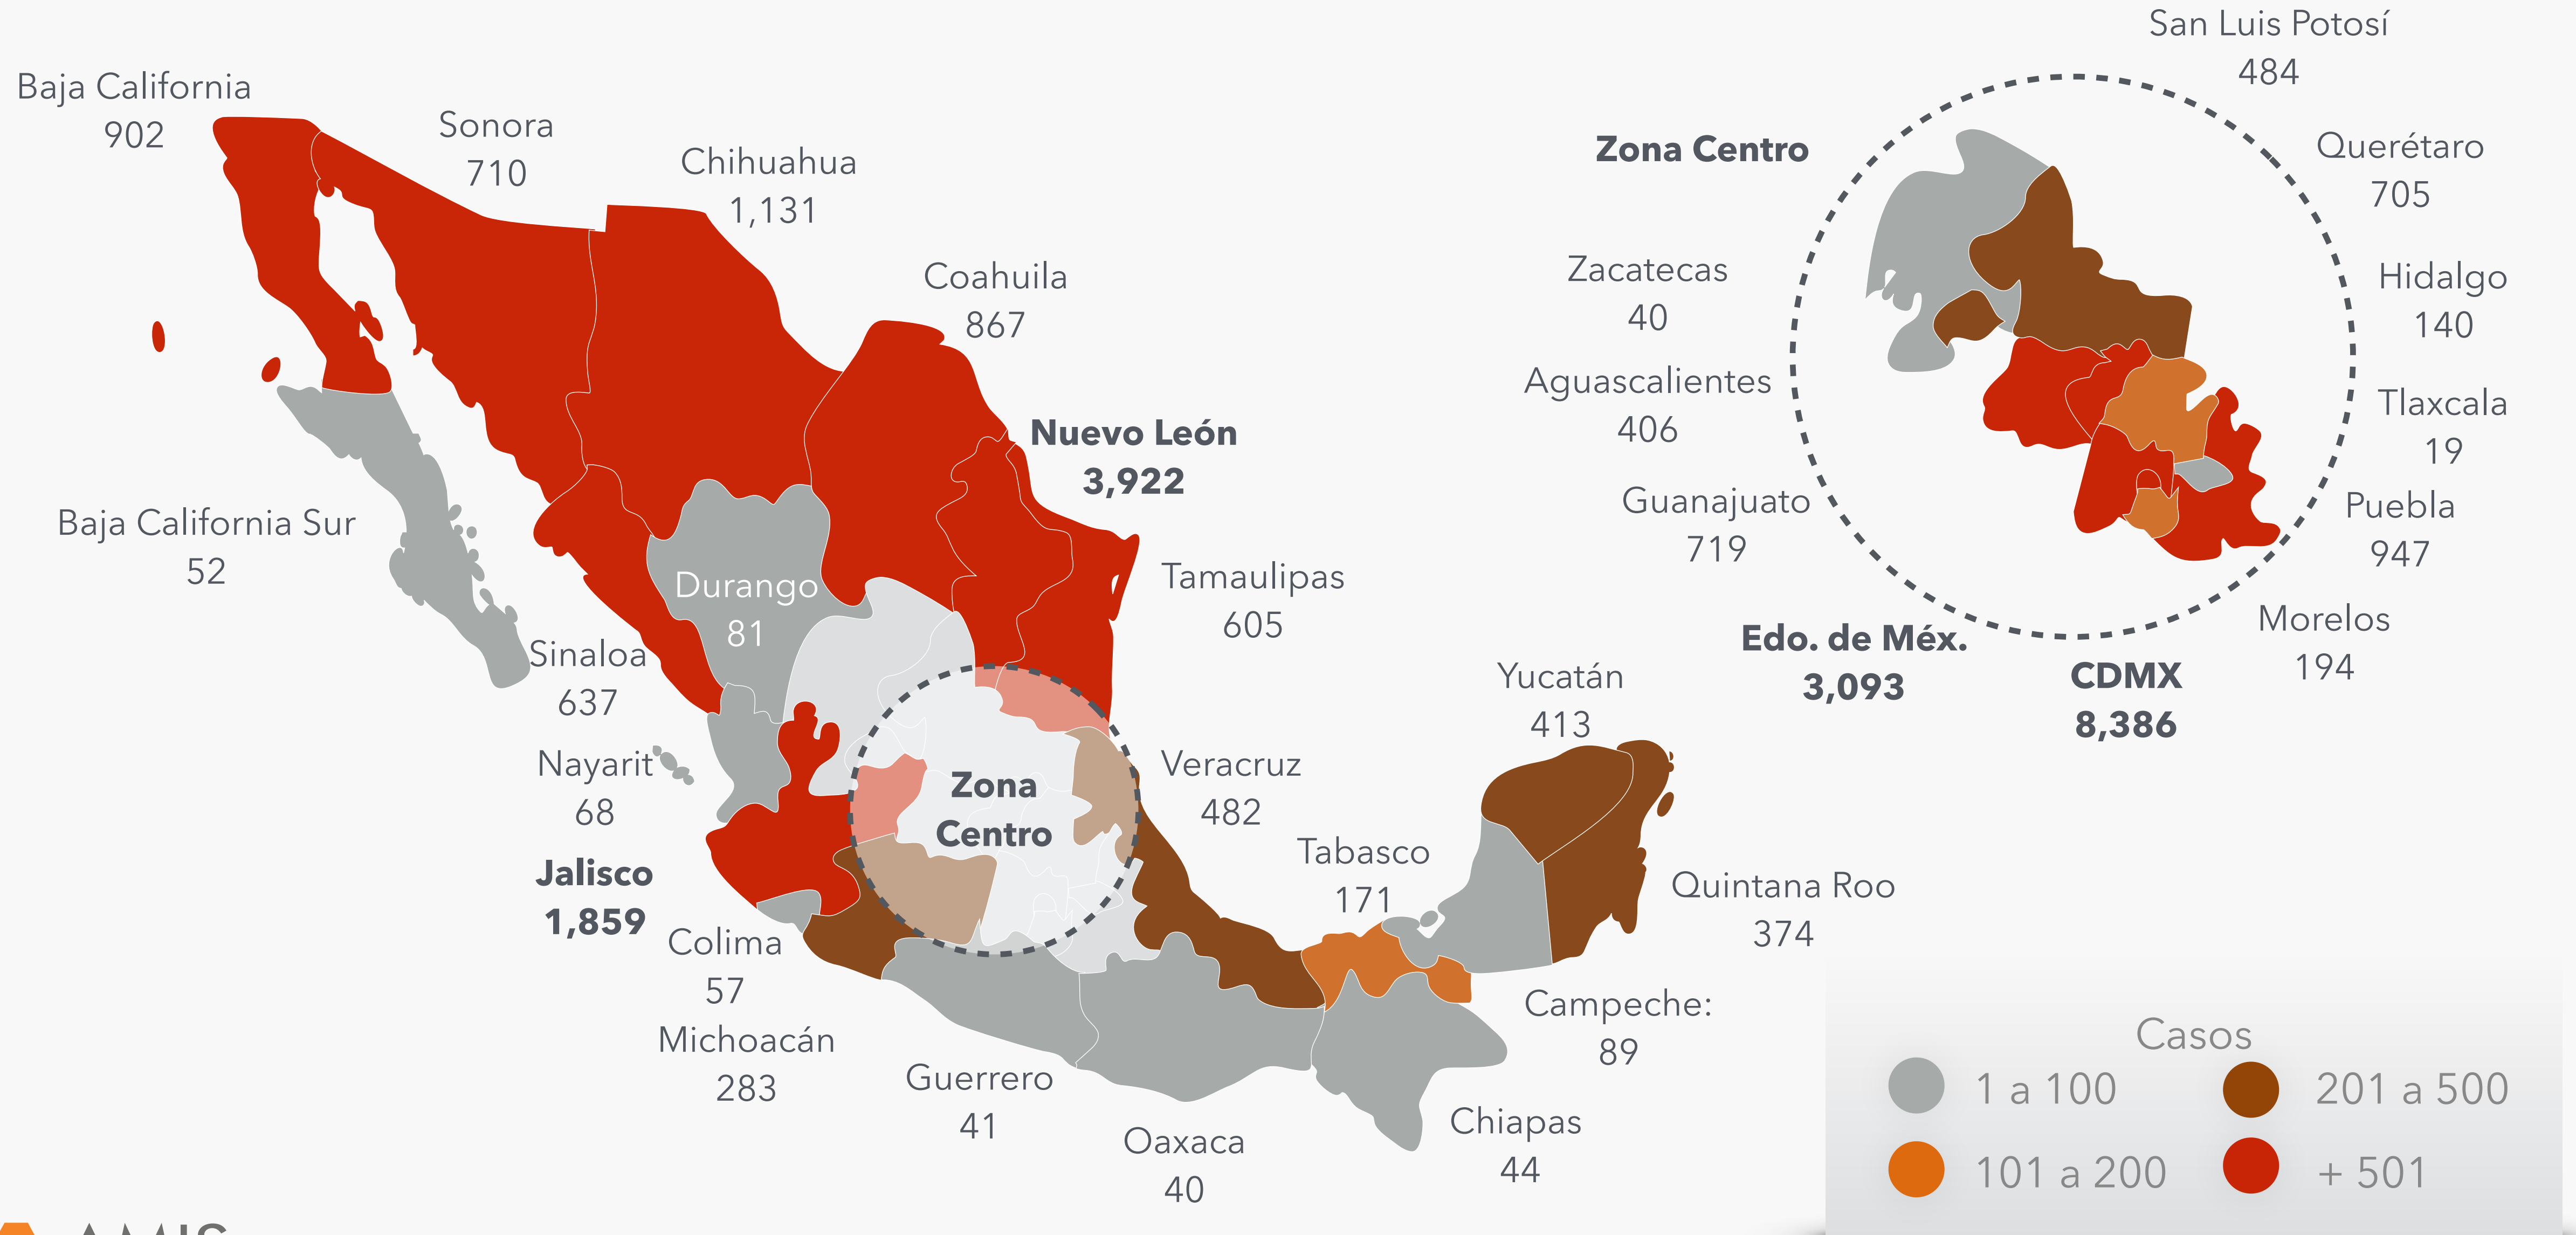 San Luis Potosí
484
Baja California
902
Sonora
710
Chihuahua
1,131
Zona Centro
Querétaro
705
Coahuila
867
Zacatecas
40
Hidalgo
140
Aguascalientes
406
Tlaxcala
19
Nuevo León
3,922
Guanajuato
719
Puebla
947
Baja California Sur
52
Durango
81
Tamaulipas
605
Edo. de Méx.
3,093
CDMX
8,386
Morelos
194
Sinaloa
637
Yucatán
413
Nayarit
68
Zona
Centro
Veracruz
482
Tabasco
171
Jalisco
1,859
Quintana Roo
374
Colima
57
Campeche:
89
Michoacán
283
Guerrero
41
Oaxaca
40
Chiapas
44
Casos
1 a 100
201 a 500
101 a 200
+ 501
AMIS